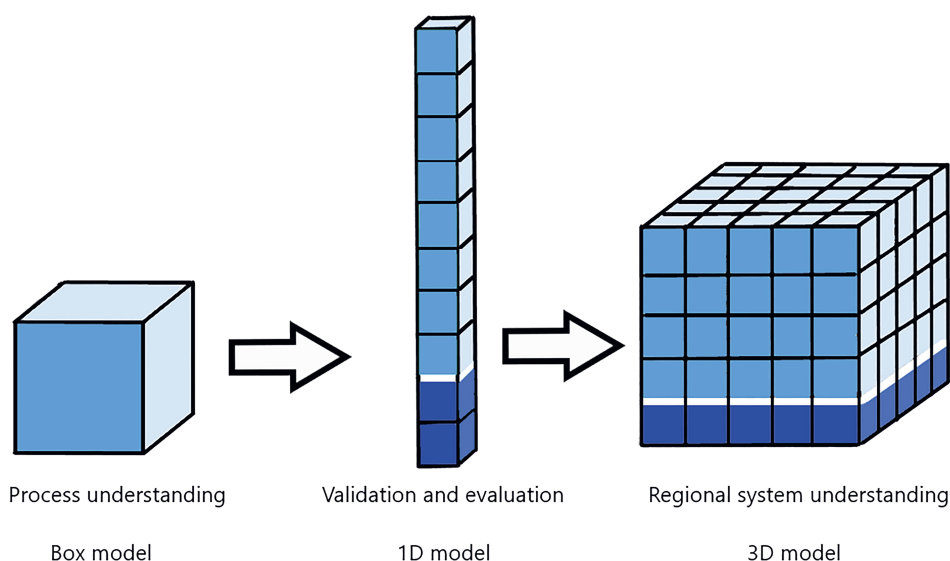 Process understanding
Validation and evaluation
Regional system understanding
Box model
1D model
3D model